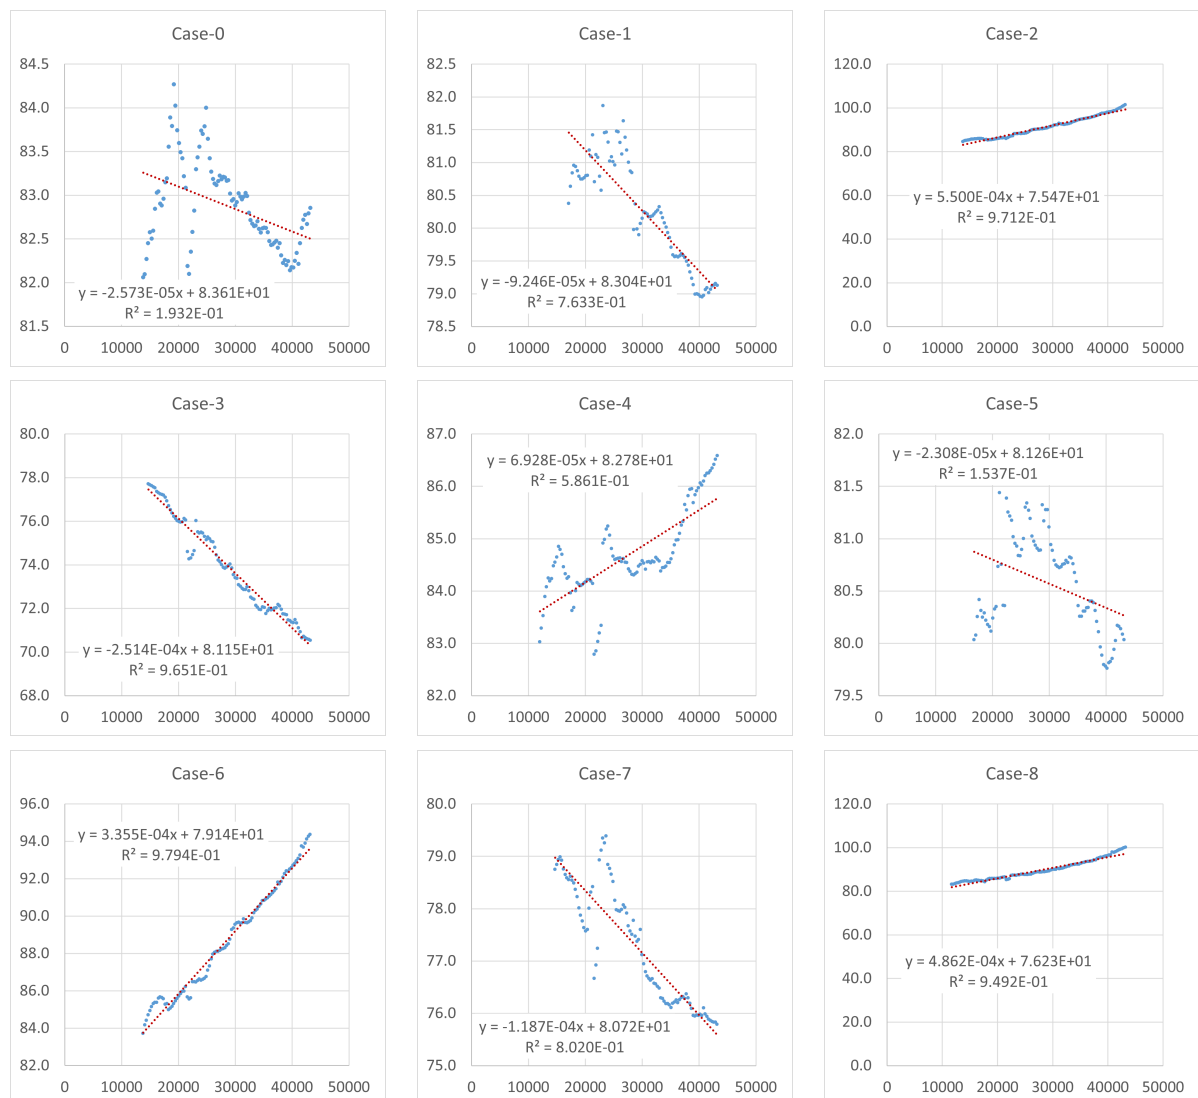 Case-0
84.5
84.0
83.5
83.0
82.5
82.0
81.5
y = -2.573E-05x + 8.361E+01
R² = 1.932E-01
0 10000 20000 30000 40000 50000
Case-1
82.5
82.0
81.5
81.0
80.5
80.0
79.5
79.0
78.5
y = -9.246E-05x + 8.304E+01
R² = 7.633E-01
0 10000 20000 30000 40000 50000
Case-2
120.0
100.0
80.0
60.0
40.0
20.0
0.0
y = 5.500E-04x + 7.547E+01
R² = 9.712E-01
0 10000 20000 30000 40000 50000
Case-3
80.0
78.0
76.0
74.0
72.0
70.0
68.0
y = -2.514E-04x + 8.115E+01
R² = 9.651E-01
0 10000 20000 30000 40000 50000
Case-4
87.0
86.0
85.0
84.0
83.0
82.0
y = 6.928E-05x + 8.278E+01
R² = 5.861E-01
0 10000 20000 30000 40000 50000
Case-5
82.0
81.5
81.0
80.5
80.0
79.5
y = -2.308E-05x + 8.126E+01
R² = 1.537E-01
0 10000 20000 30000 40000 50000
Case-6
96.0
94.0
92.0
90.0
88.0
86.0
84.0
82.0
y = 3.355E-04x + 7.914E+01
R² = 9.794E-01
0 10000 20000 30000 40000 50000
Case-7
80.0
79.0
78.0
77.0
76.0
75.0
y = -1.187E-04x + 8.072E+01
R² = 8.020E-01
0 10000 20000 30000 40000 50000
Case-8
120.0
100.0
80.0
60.0
40.0
20.0
0.0
y = 4.862E-04x + 7.623E+01
R² = 9.492E-01
0 10000 20000 30000 40000 50000